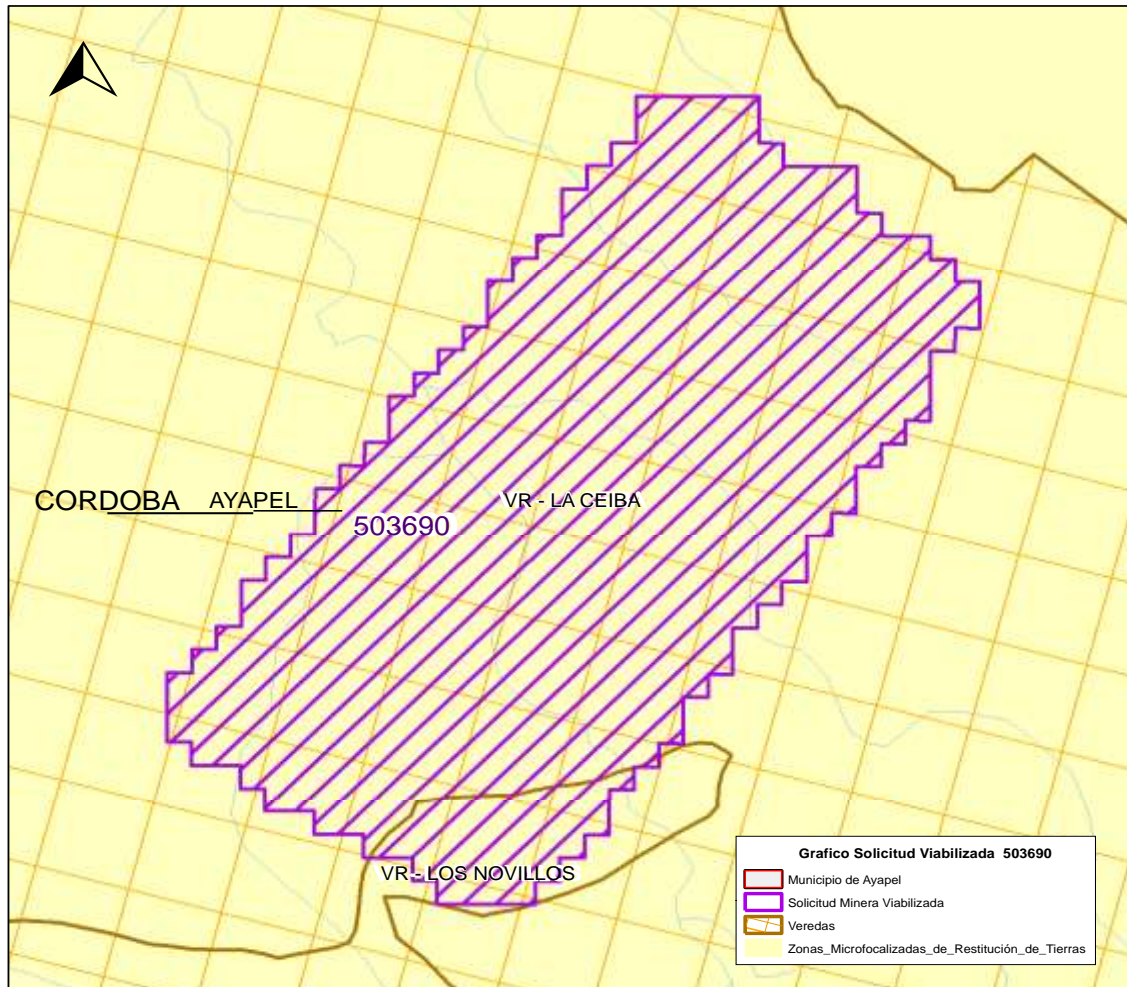 CORDOBA AYAPEL
VR - LA CEIBA
503690
VR - LOS NOVILLOS
Grafico Solicitud Viabilizada 503690
Municipio de Ayapel
Solicitud Minera Viabilizada
Veredas
Zonas_Microfocalizadas_de_Restitución_de_Tierras